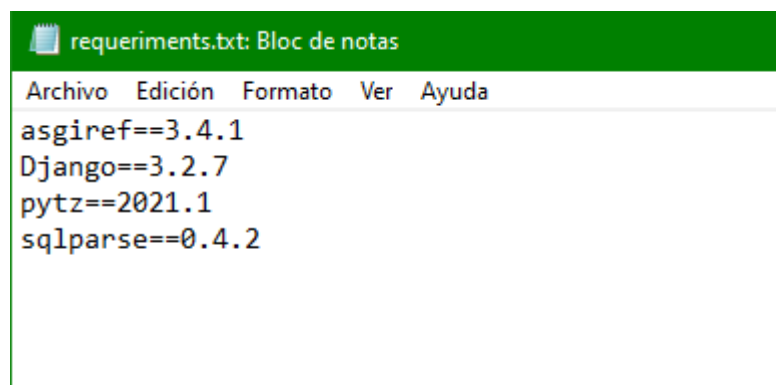 requeriments.txt: Bloc de notas
Archivo Edición Formato Ver Ayuda
asgiref==3.4.1
Django==3.2.7
pytz==2021.1
sqlparse==0.4.2